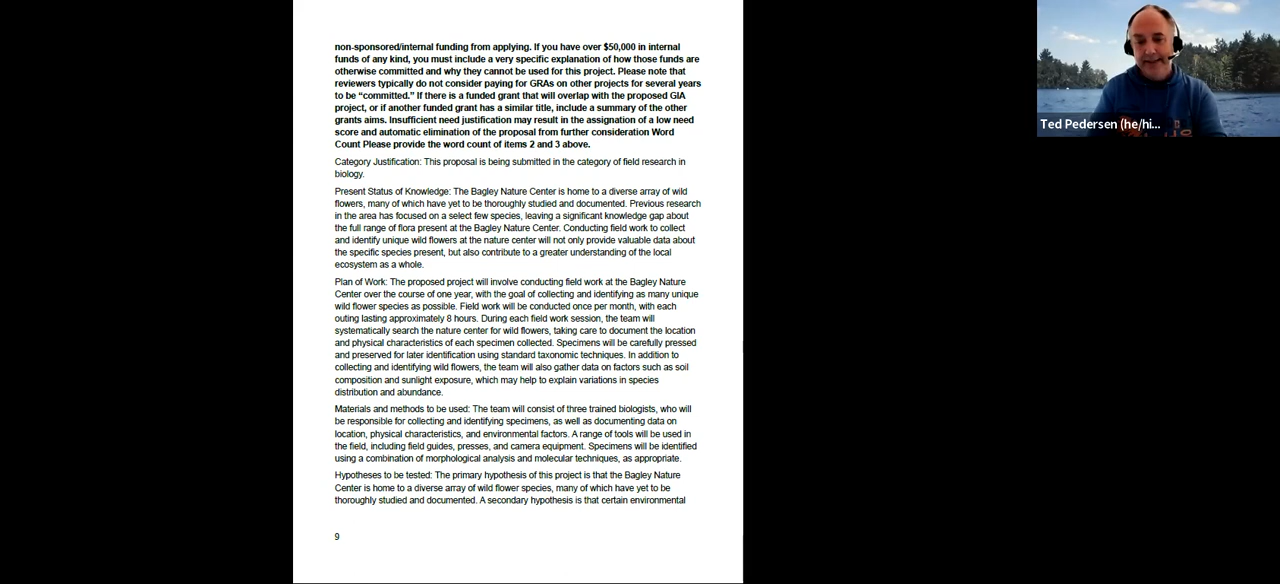 non-sponsored/internal funding from applying. If you have over $50,000 in internal
funds of any kind, you must include a very specific explanation of how those funds are
otherwise committed and why they cannot be used for this project. Please note that
reviewers typically do not consider paying for GRAs on other projects for several years
to be “committed.” If there is a funded grant that will overlap with the proposed GIA
project, or if another funded grant has a similar title, include a summary of the other
grants aims. Insufficient need justification may result in the assignment of a low need
score and automatic elimination of the proposal from further consideration Word
Count Please provide the word count of items 2 and 3 above.
Category Justification: This proposal is being submitted in the category of field research in
biology.
Present Status of Knowledge: The Bagley Nature Center is home to a diverse array of wild
flowers, many of which have yet to be thoroughly studied and documented. Previous research
in the area has focused on a select few species, leaving a significant knowledge gap about
the full range of flora present at the Bagley Nature Center. Conducting field work to collect
and identify unique wild flowers at the nature center will not only provide valuable data about
the specific species present, but also contribute to a greater understanding of the local
ecosystem as a whole.
Plan of Work: The proposed project will involve conducting field work at the Bagley Nature
Center over the course of one year, with the goal of collecting and identifying as many unique
wild flower species as possible. Field work will be conducted once per month, with each
outing lasting approximately 8 hours. During each field work session, the team will
systematically search the nature center for wild flowers, taking care to document the location
and physical characteristics of each specimen collected. Specimens will be carefully pressed
and preserved for later identification using standard taxonomic techniques. In addition to
collecting and identifying wild flowers, the team will also gather data on factors such as soil
composition and sunlight exposure, which may help to explain variations in species
distribution and abundance.
Materials and methods to be used: The team will consist of three trained biologists, who will
be responsible for collecting and identifying specimens, as well as documenting data on
location, physical characteristics, and environmental factors. A range of tools will be used in
the field, including field guides, presses, and camera equipment. Specimens will be identified
using a combination of morphological analysis and molecular techniques, as appropriate.
Hypotheses to be tested: The primary hypothesis of this project is that the Bagley Nature
Center is home to a diverse array of wild flower species, many of which have yet to be
thoroughly studied and documented. A secondary hypothesis is that certain environmental
9
Ted Pedersen (he/hi...